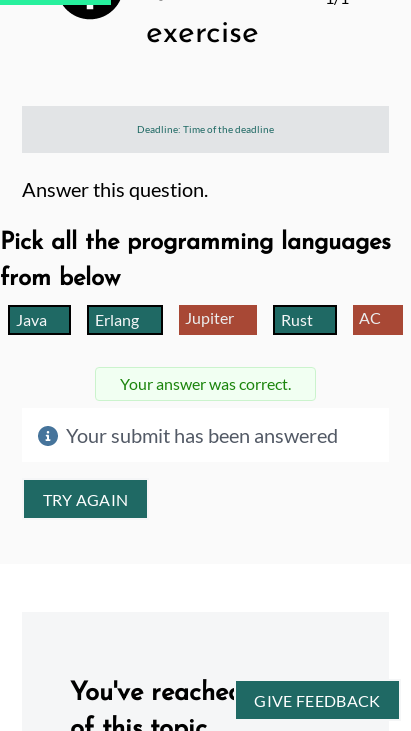 1/1
exercise
Deadline: Time of the deadline
Answer this question.
Pick all the programming languages
from below
Java Erlang Jupiter Rust AC
Your answer was correct.
Your submit has been answered
TRY AGAIN
You've reached
GIVE FEEDBACK
of this topic